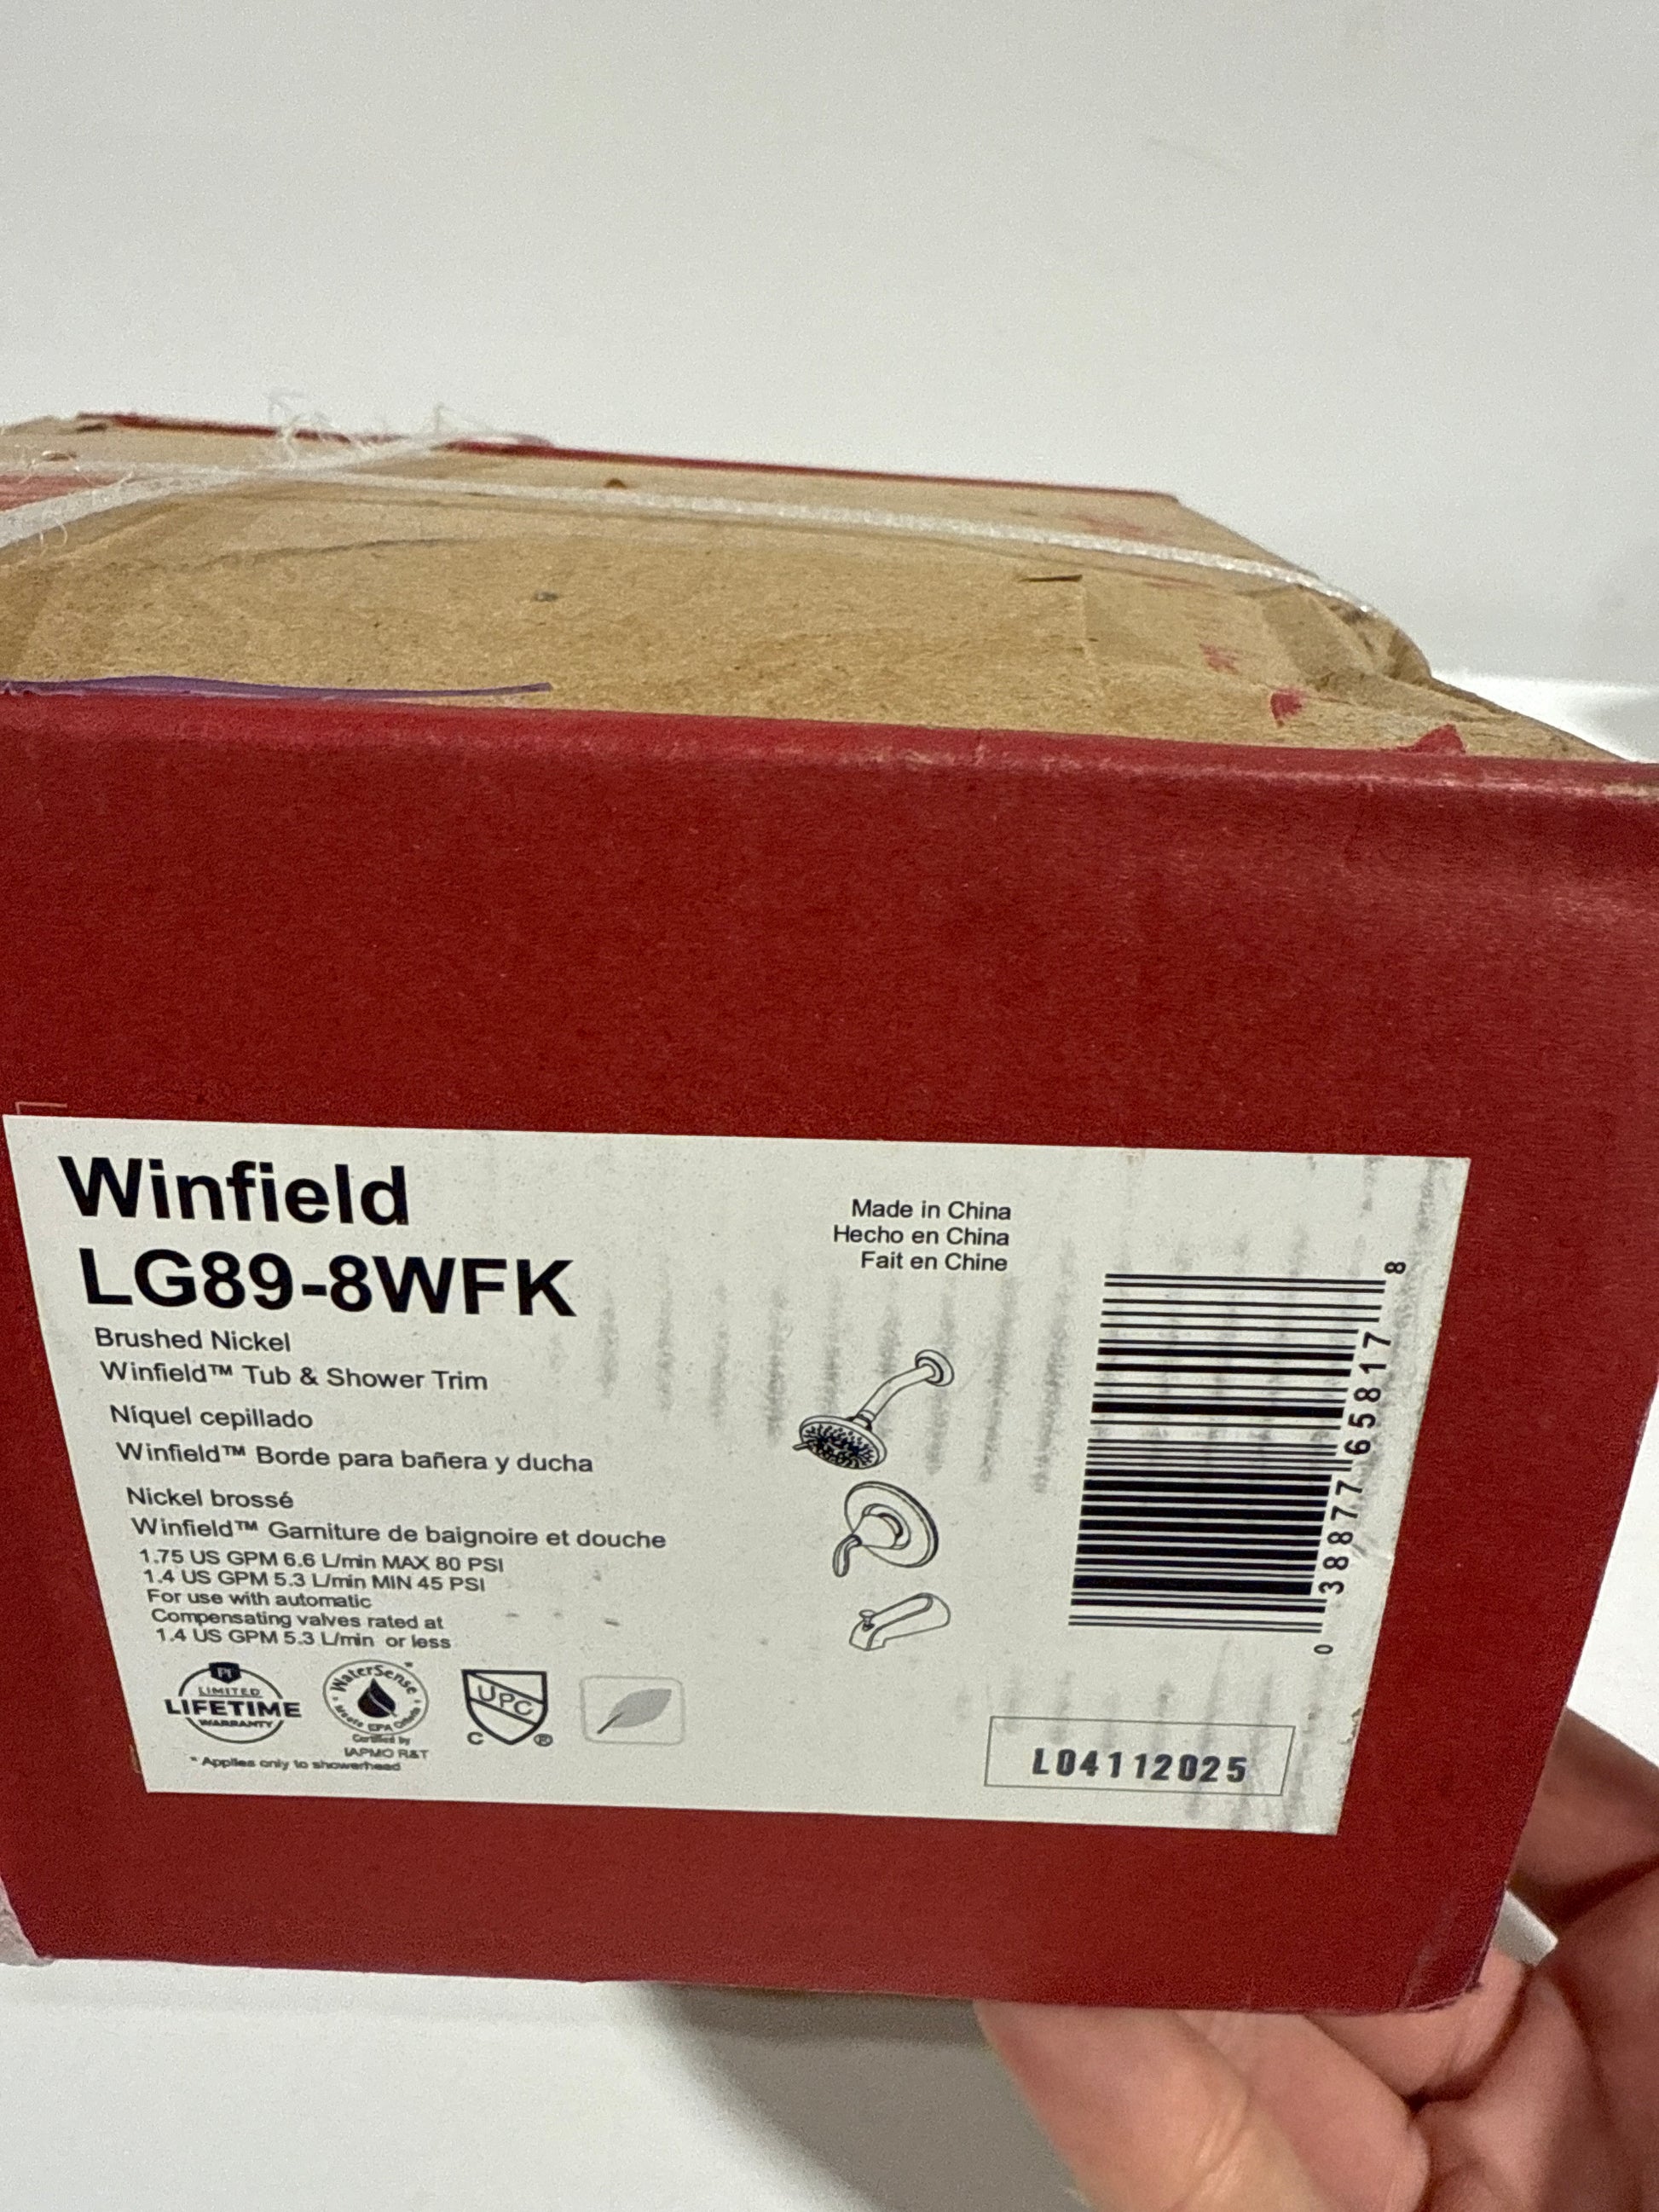 Winfield
LG89-8WFK
Brushed Nickel
Winfield™ Tub & Shower Trim
Níquel cepillado
Winfield™ Borde para bañera y ducha
Nickel brossé
Winfield™ Garniture de baignoire et douche
1.75 US GPM 6.6 L/min MAX 80 PSI
1.4 US GPM 5.3 L/min MIN 45 PSI
For use with automatic
Compensating valves rated at
1.4 US GPM 5.3 L/min or less
PI
LIMITED
LIFETIME
WARRANTY
WaterSense
Meets EPA Criteria
Certified by
IAPMO R&T
UPC
C ®
* Applies only to showerhead
Made in China
Hecho en China
Fait en Chine
0 38877 65817 8
L04112025